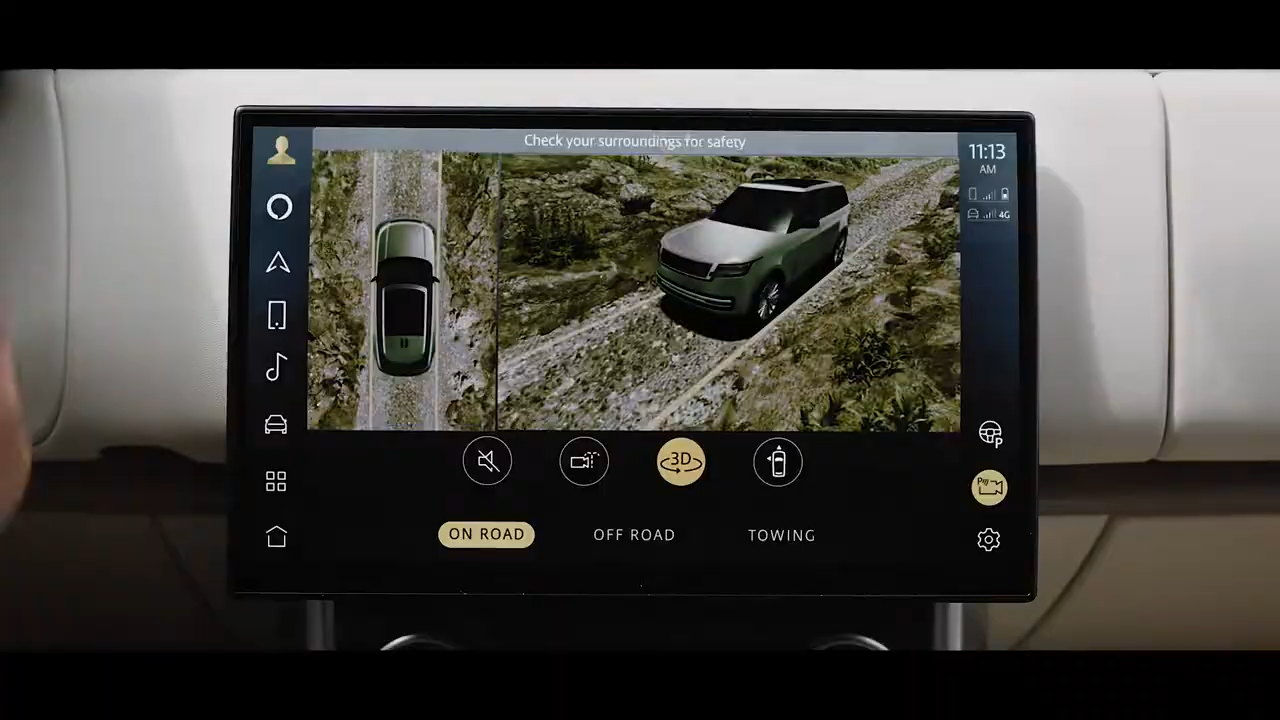 Check your surroundings for safety
11:13
AM
4G
3D
P
ON ROAD
OFF ROAD
TOWING